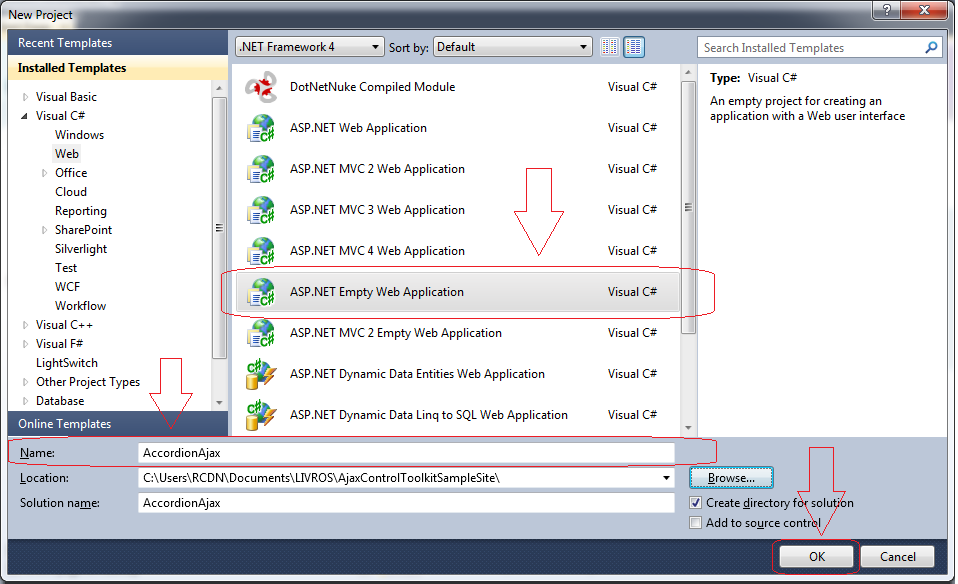 New Project
Recent Templates
Installed Templates
Visual Basic
Visual C#
Windows
Web
Office
Cloud
Reporting
SharePoint
Silverlight
Test
WCF
Workflow
Visual C++
Visual F#
LightSwitch
Other Project Types
Database
Online Templates
.NET Framework 4 Sort by: Default
DotNetNuke Compiled Module Visual C#
ASP.NET Web Application Visual C#
ASP.NET MVC 2 Web Application Visual C#
ASP.NET MVC 3 Web Application Visual C#
ASP.NET MVC 4 Web Application Visual C#
ASP.NET Empty Web Application Visual C#
ASP.NET MVC 2 Empty Web Application Visual C#
ASP.NET Dynamic Data Entities Web Application Visual C#
ASP.NET Dynamic Data Linq to SQL Web Application Visual C#
Search Installed Templates
Type: Visual C#
An empty project for creating an
application with a Web user interface
Name: AccordionAjax
Location: C:\Users\RCDN\Documents\LIVROS\AjaxControlToolkitSampleSite\ Browse...
Solution name: AccordionAjax
Create directory for solution
Add to source control
OK Cancel